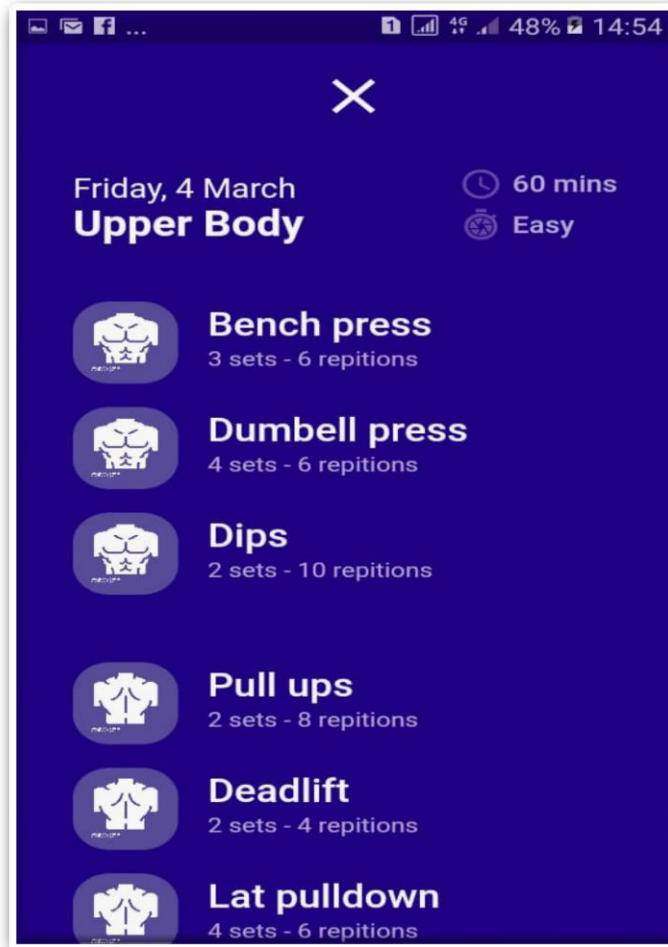 ... 1 4G 48% 14:54
Friday, 4 March
Upper Body
60 mins
Easy
Bench press
3 sets - 6 repitions
Dumbell press
4 sets - 6 repitions
Dips
2 sets - 10 repitions
Pull ups
2 sets - 8 repitions
Deadlift
2 sets - 4 repitions
Lat pulldown
4 sets - 6 repitions